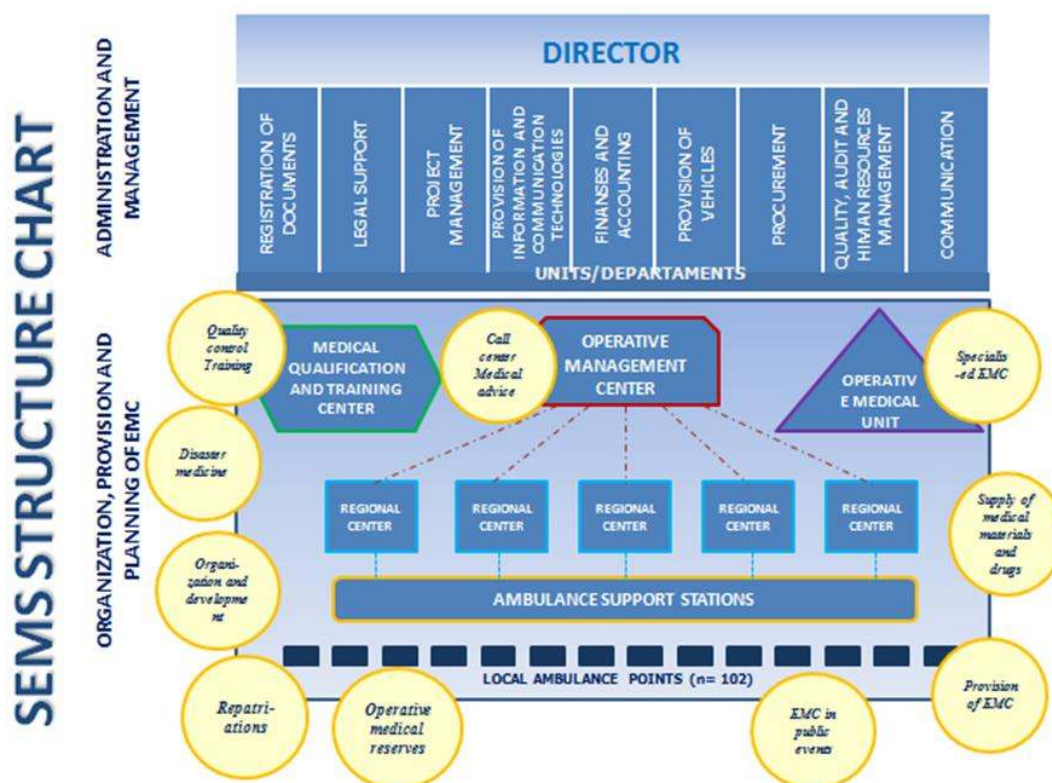 SEMS STRUCTURE CHART
ADMINISTRATION AND
MANAGEMENT
DIRECTOR
REGISTRATION OF
DOCUMENTS
LEGAL SUPPORT
PROJECT
MANAGEMENT
PROVISION OF
INFORMATION AND
COMMUNICATION
TECHNOLOGIES
FINANSES AND
ACCOUNTING
PROVISION OF
VEHICLES
PROCUREMENT
QUALITY, AUDIT AND
HIMAN RESOURCES
MANAGEMENT
COMMUNICATION
UNITS/DEPARTAMENTS
ORGANIZATION, PROVISION AND
PLANNING OF EMC
Quality
control
Training
MEDICAL
QUALIFICATION
AND TRAINING
CENTER
Call
center
Medical
advice
OPERATIVE
MANAGEMENT
CENTER
OPERATIV
E MEDICAL
UNIT
Specialis
-ed EMC
Disaster
medicine
REGIONAL
CENTER
REGIONAL
CENTER
REGIONAL
CENTER
REGIONAL
CENTER
REGIONAL
CENTER
Supply of
medical
materials
and
drugs
Organi-
zation and
developme
nt
AMBULANCE SUPPORT STATIONS
LOCAL AMBULANCE POINTS (n= 102)
Repatri-
ations
Operative
medical
reserves
EMC in
public
events
Provision
of EMC